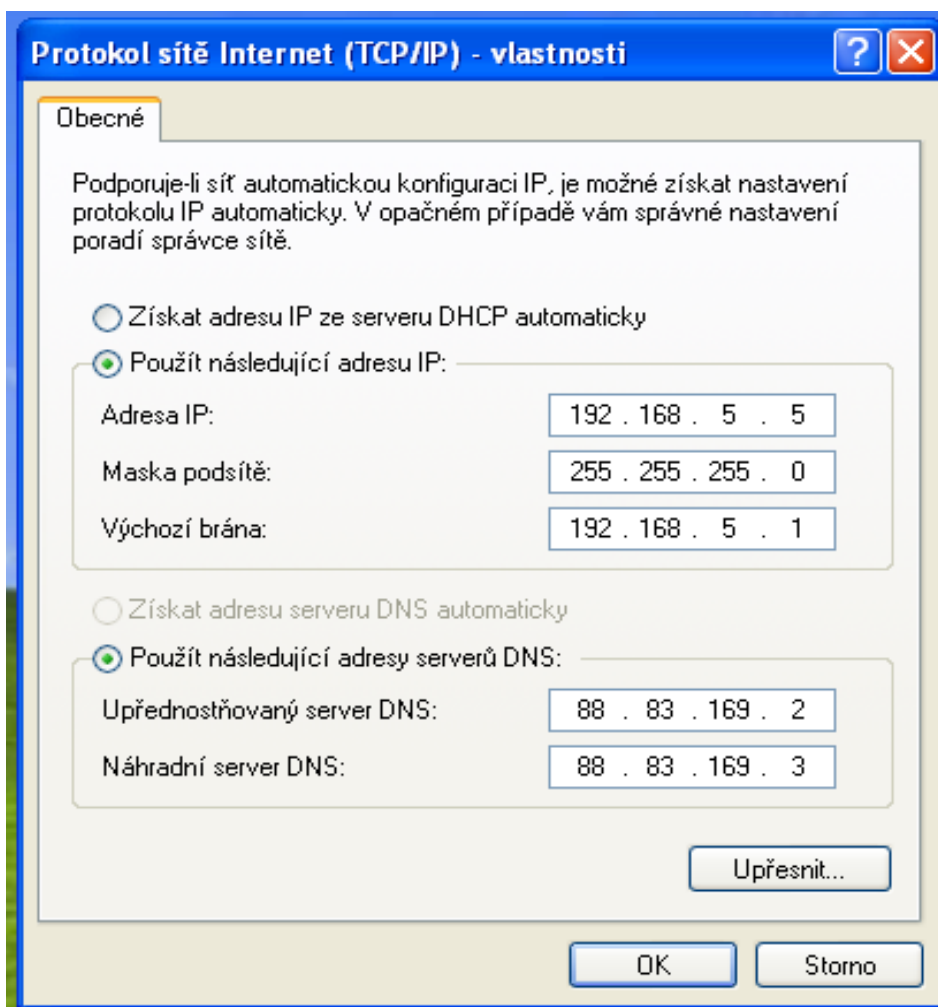 Protokol sítě Internet (TCP/IP) - vlastnosti
Obecné
Podporuje-li síť automatickou konfiguraci IP, je možné získat nastavení
protokolu IP automaticky. V opačném případě vám správné nastavení
poradí správce sítě.
Získat adresu IP ze serveru DHCP automaticky
Použít následující adresu IP:
Adresa IP: 192 . 168 . 5 . 5
Maska podsítě: 255 . 255 . 255 . 0
Výchozí brána: 192 . 168 . 5 . 1
Získat adresu serveru DNS automaticky
Použít následující adresy serverů DNS:
Upřednostňovaný server DNS: 88 . 83 . 169 . 2
Náhradní server DNS: 88 . 83 . 169 . 3
Upřesnit...
OK Storno